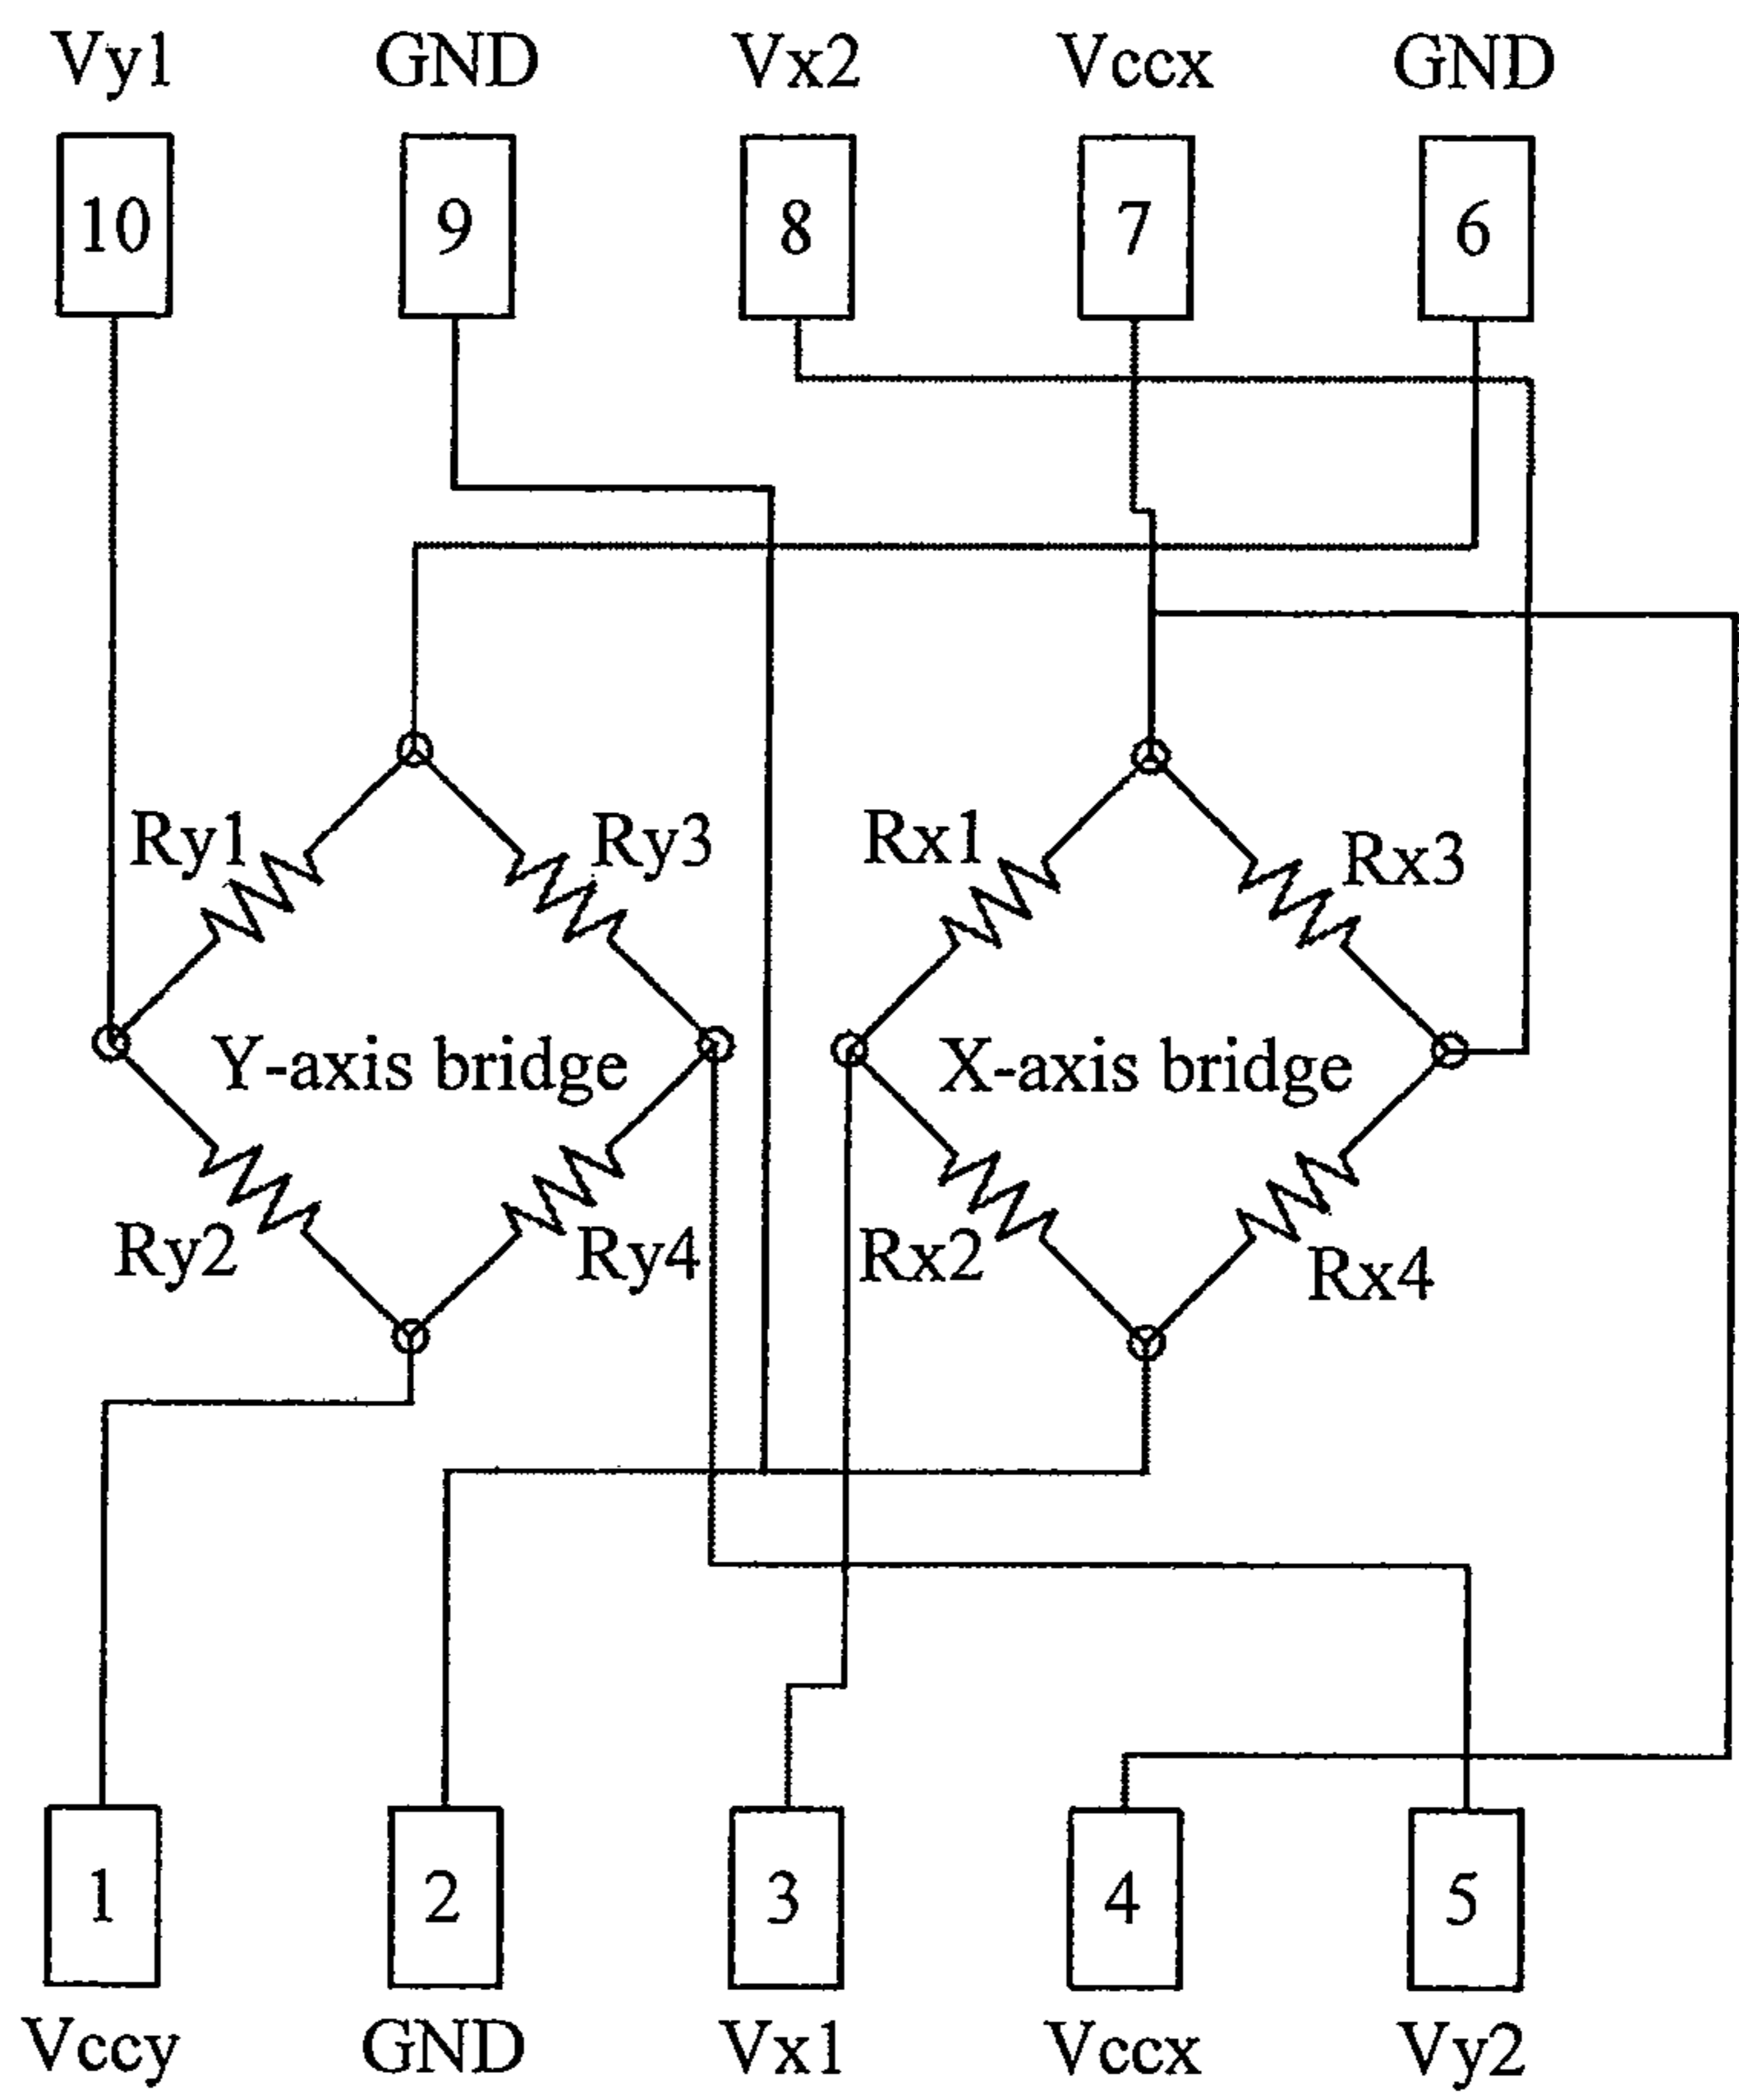 Vy1 GND Vx2 Vccx GND
10 9 8 7 6
Ry1 Ry3 Rx1 Rx3
Y-axis bridge X-axis bridge
Ry2 Ry4 Rx2 Rx4
1 2 3 4 5
Vccy GND Vx1 Vccx Vy2